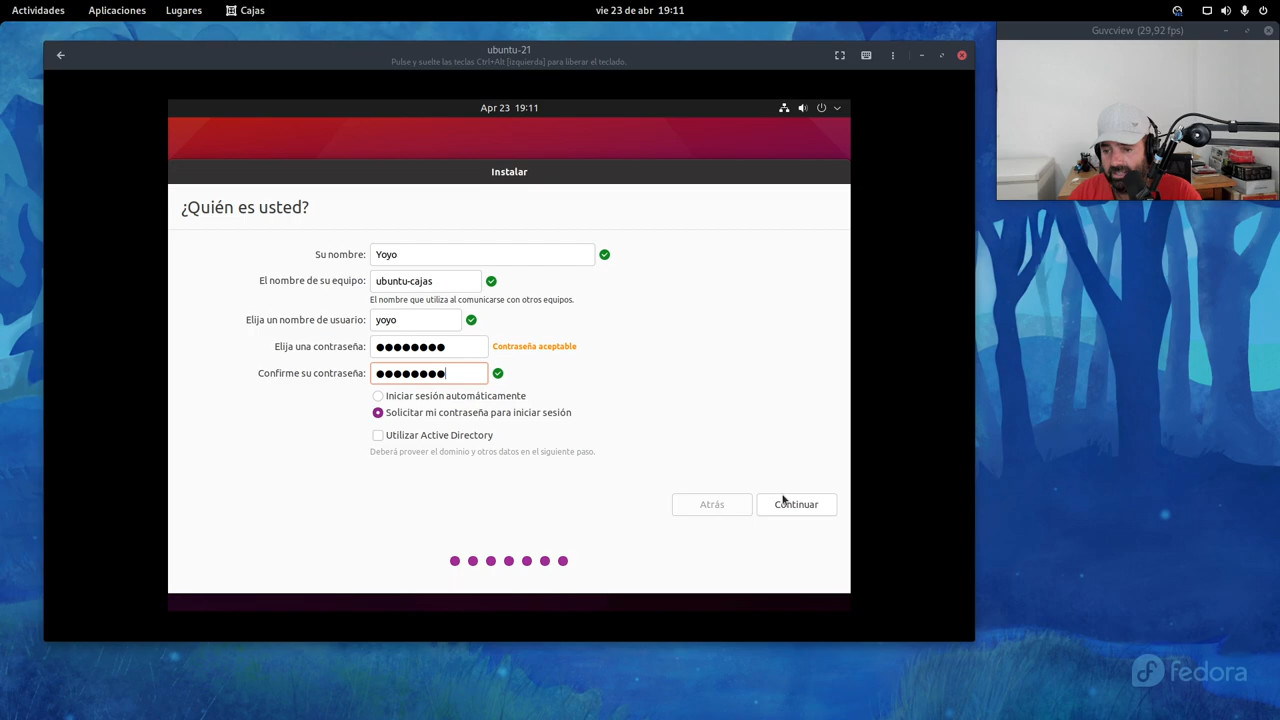 Actividades Aplicaciones Lugares Cajas vie 23 de abr 19:11
Guvcview (29,92 fps)
ubuntu-21
Pulse y suelte las teclas Ctrl+Alt [izquierda] para liberar el teclado.
Apr 23 19:11
Instalar
¿Quién es usted?
Su nombre: Yoyo
El nombre de su equipo: ubuntu-cajas
El nombre que utiliza al comunicarse con otros equipos.
Elija un nombre de usuario: yoyo
Elija una contraseña: ●●●●●●●● Contraseña aceptable
Confirme su contraseña: ●●●●●●●●
Iniciar sesión automáticamente
Solicitar mi contraseña para iniciar sesión
Utilizar Active Directory
Deberá proveer el dominio y otros datos en el siguiente paso.
Atrás Continuar
fedora